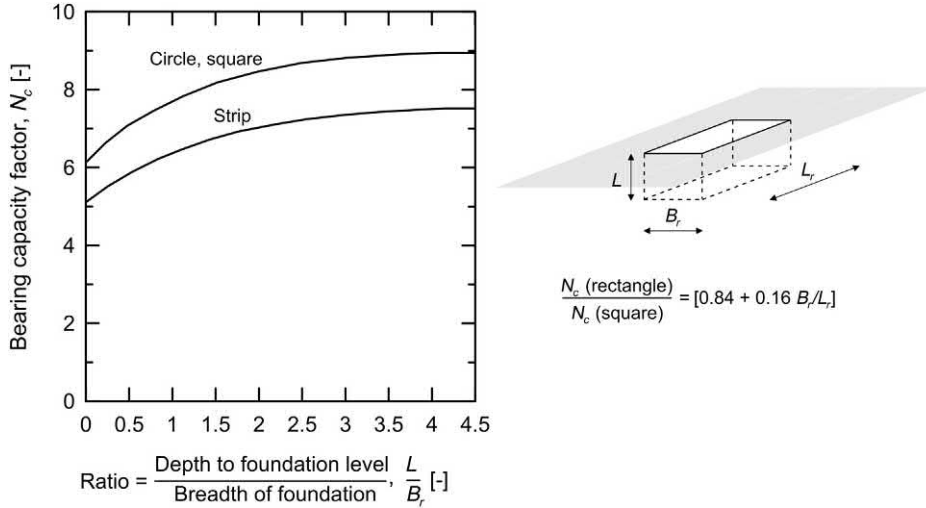 Bearing capacity factor, N_c [-]
10
8
6
4
2
0
Circle, square
Strip
0 0.5 1 1.5 2 2.5 3 3.5 4 4.5
Ratio = Depth to foundation level / Breadth of foundation, L / B_r [-]
L
B_r
L_r
N_c (rectangle) / N_c (square) = [0.84 + 0.16 B_r/L_r]